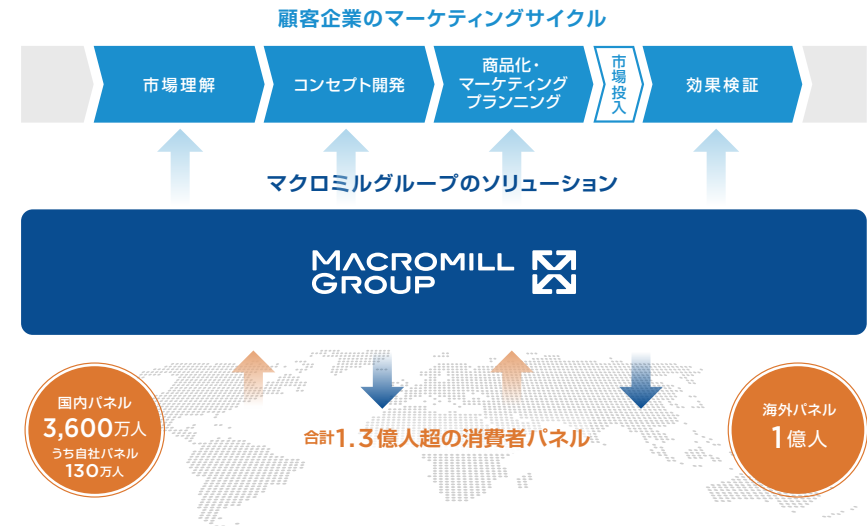 顧客企業のマーケティングサイクル
市場理解
コンセプト開発
商品化・
マーケティング
プランニング
市場投入
効果検証
マクロミルグループのソリューション
MACROMILL
GROUP
国内パネル
3,600万人
うち自社パネル
130万人
合計1.3億人超の消費者パネル
海外パネル
1億人